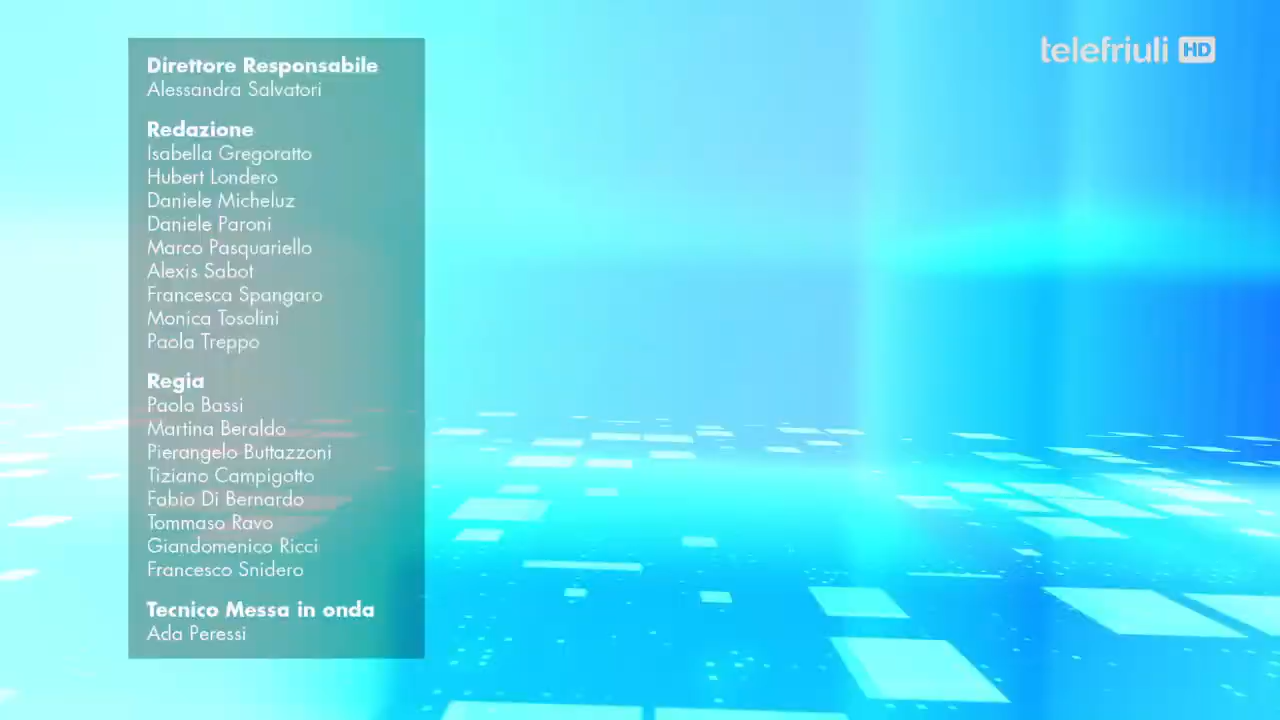 Direttore Responsabile
Alessandra Salvatori
Redazione
Isabella Gregoratto
Hubert Londero
Daniele Micheluz
Daniele Paroni
Marco Pasquariello
Alexis Sabot
Francesca Spangaro
Monica Tosolini
Paola Treppo
Regia
Paolo Bassi
Martina Beraldo
Pierangelo Buttazzoni
Tiziano Campigotto
Fabio Di Bernardo
Tommaso Ravo
Giandomenico Ricci
Francesco Snidero
Tecnico Messa in onda
Ada Peressi
telefriuli HD